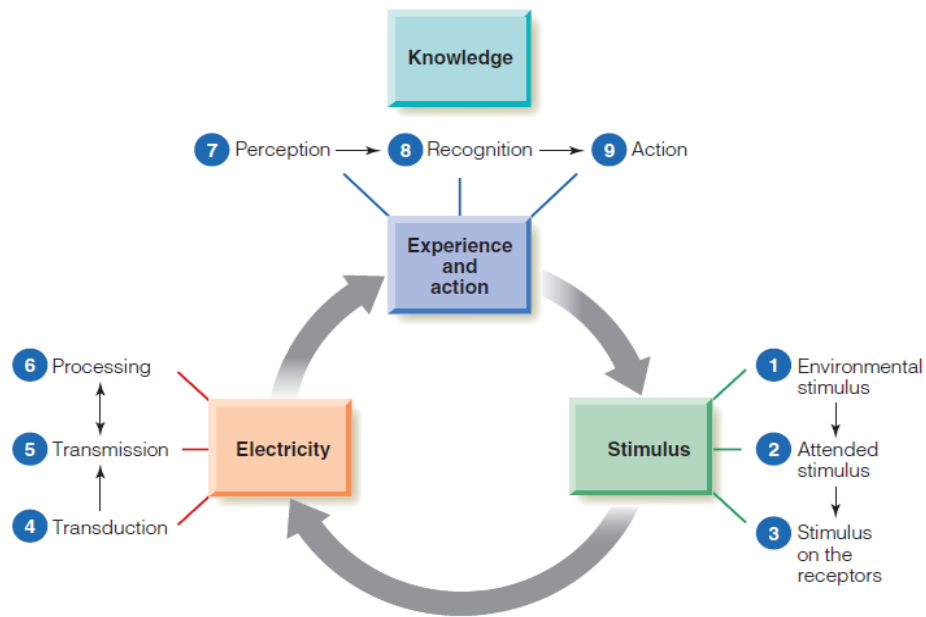 Knowledge
7 Perception
8 Recognition
9 Action
Experience
and
action
6 Processing
5 Transmission
4 Transduction
Electricity
Stimulus
1 Environmental
stimulus
2 Attended
stimulus
3 Stimulus
on the
receptors